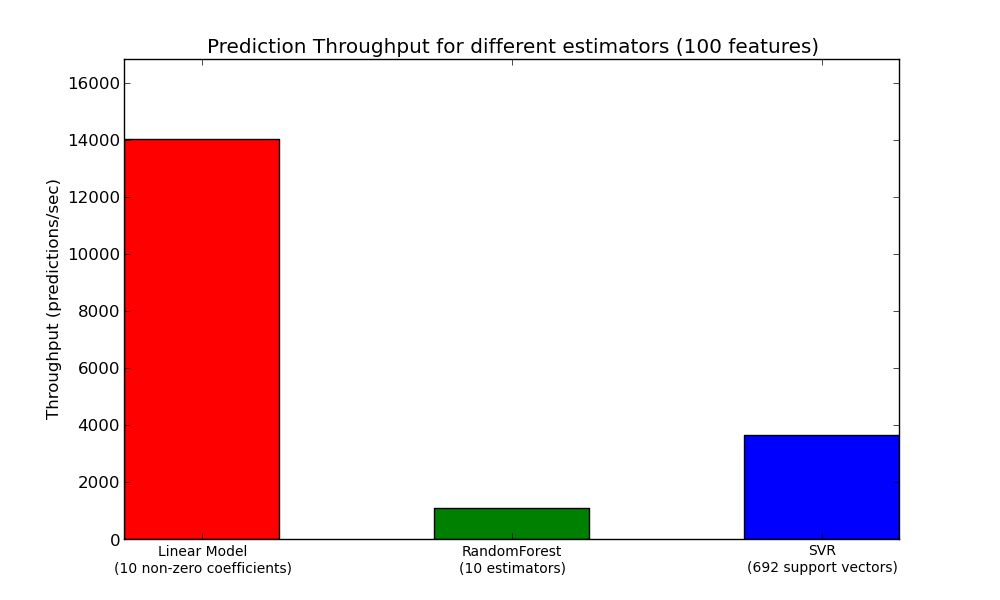 Prediction Throughput for different estimators (100 features)
Throughput (predictions/sec)
16000
14000
12000
10000
8000
6000
4000
2000
0
Linear Model
(10 non-zero coefficients)
RandomForest
(10 estimators)
SVR
(692 support vectors)